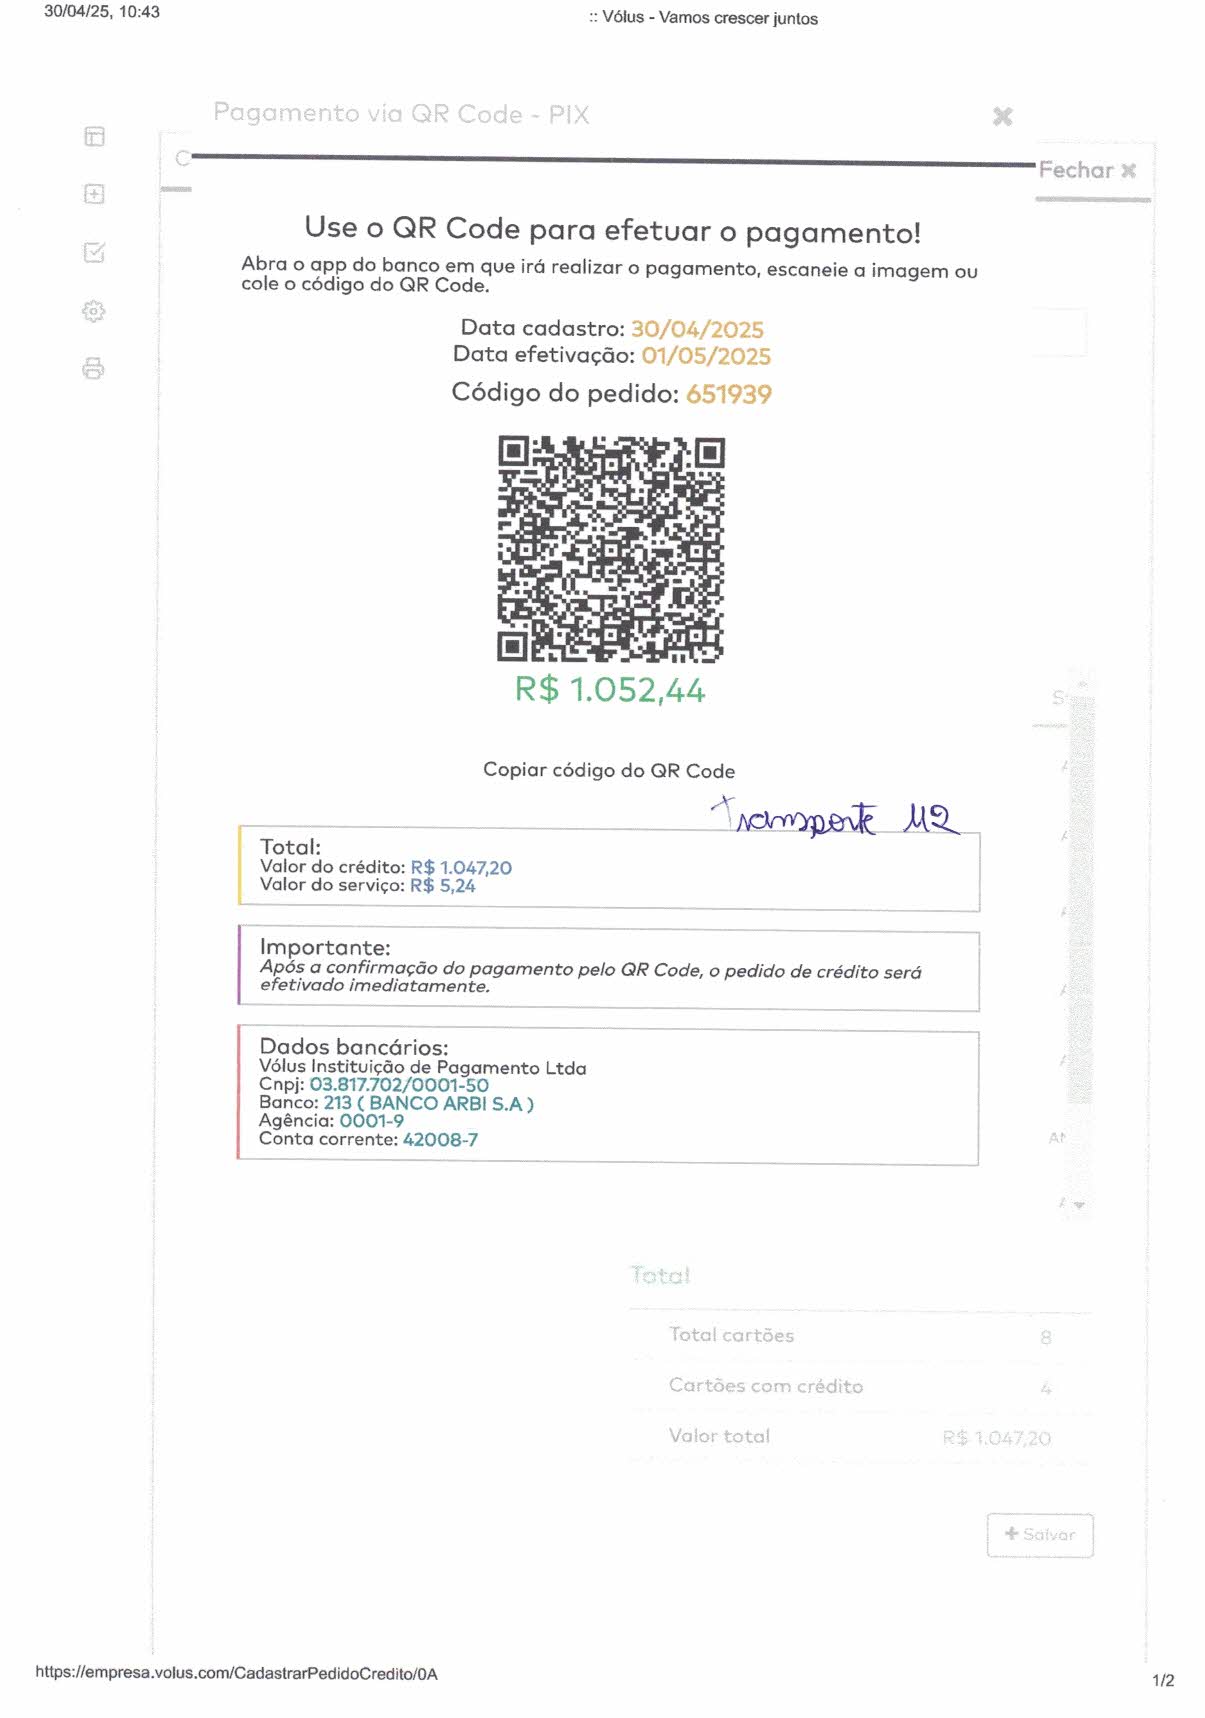 30/04/25, 10:43
:: Vólus - Vamos crescer juntos
Pagamento via QR Code - PIX
Fechar
Use o QR Code para efetuar o pagamento!
Abra o app do banco em que irá realizar o pagamento, escaneie a imagem ou
cole o código do QR Code.
Data cadastro: 30/04/2025
Data efetivação: 01/05/2025
Código do pedido: 651939
R$ 1.052,44
Copiar código do QR Code
Transporte M2
Total:
Valor do crédito: R$ 1.047,20
Valor do serviço: R$ 5,24
Importante:
Após a confirmação do pagamento pelo QR Code, o pedido de crédito será
efetivado imediatamente.
Dados bancários:
Vólus Instituição de Pagamento Ltda
Cnpj: 03.817.702/0001-50
Banco: 213 ( BANCO ARBI S.A )
Agência: 0001-9
Conta corrente: 42008-7
Total
Total cartões 8
Cartões com crédito 4
Valor total R$ 1.047,20
+ Salvar
https://empresa.volus.com/CadastrarPedidoCredito/0A
1/2